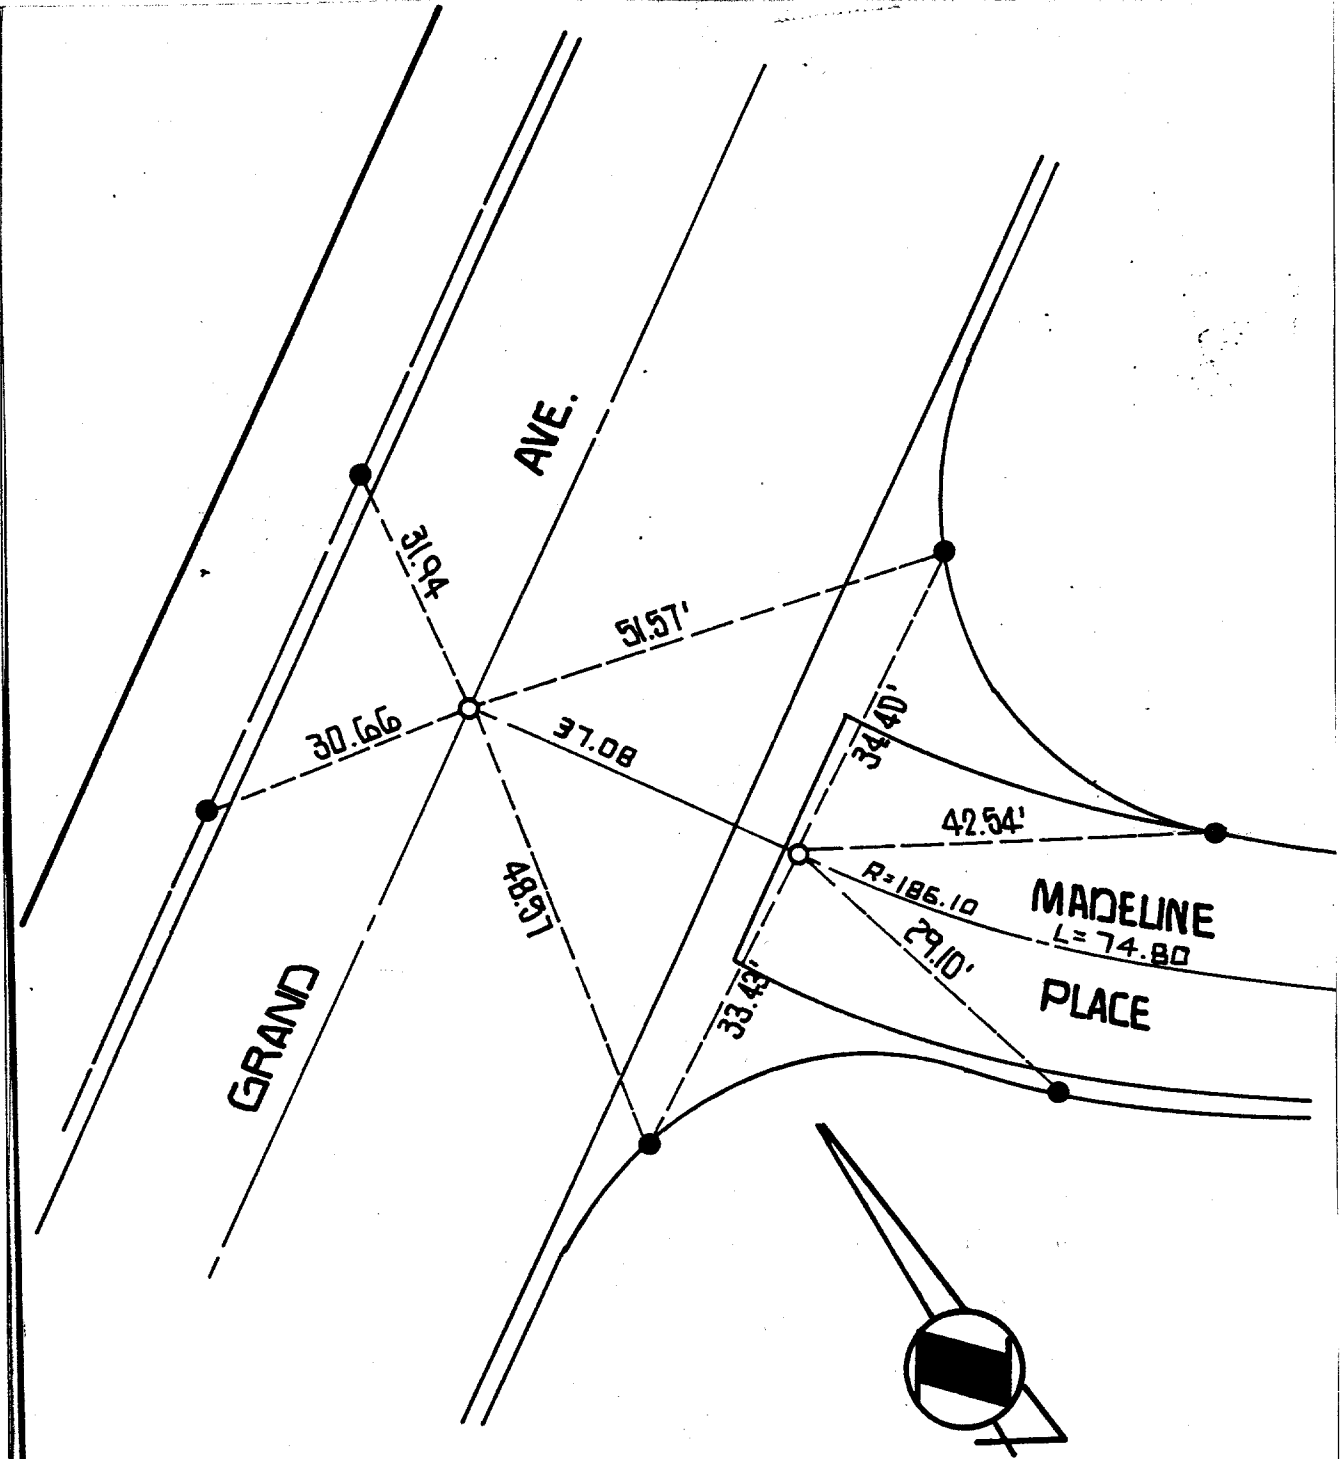 AVE.
31.94
51.57'
30.66
37.08
34.40'
42.54'
48.97
R=186.10
MADELINE
L=74.80
29.10'
PLACE
33.43'
GRAND